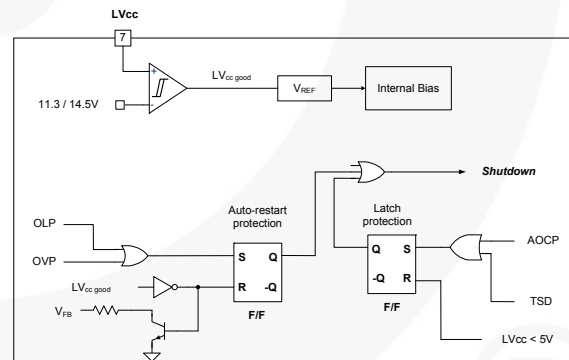 LVcc
7
+
LVcc good
VREF
Internal Bias
11.3 / 14.5V
-
Shutdown
Auto-restart
protection
Latch
protection
OLP
OVP
S Q
R -Q
F/F
Q S
-Q R
F/F
AOCP
TSD
LVcc good
VFB
LVcc < 5V